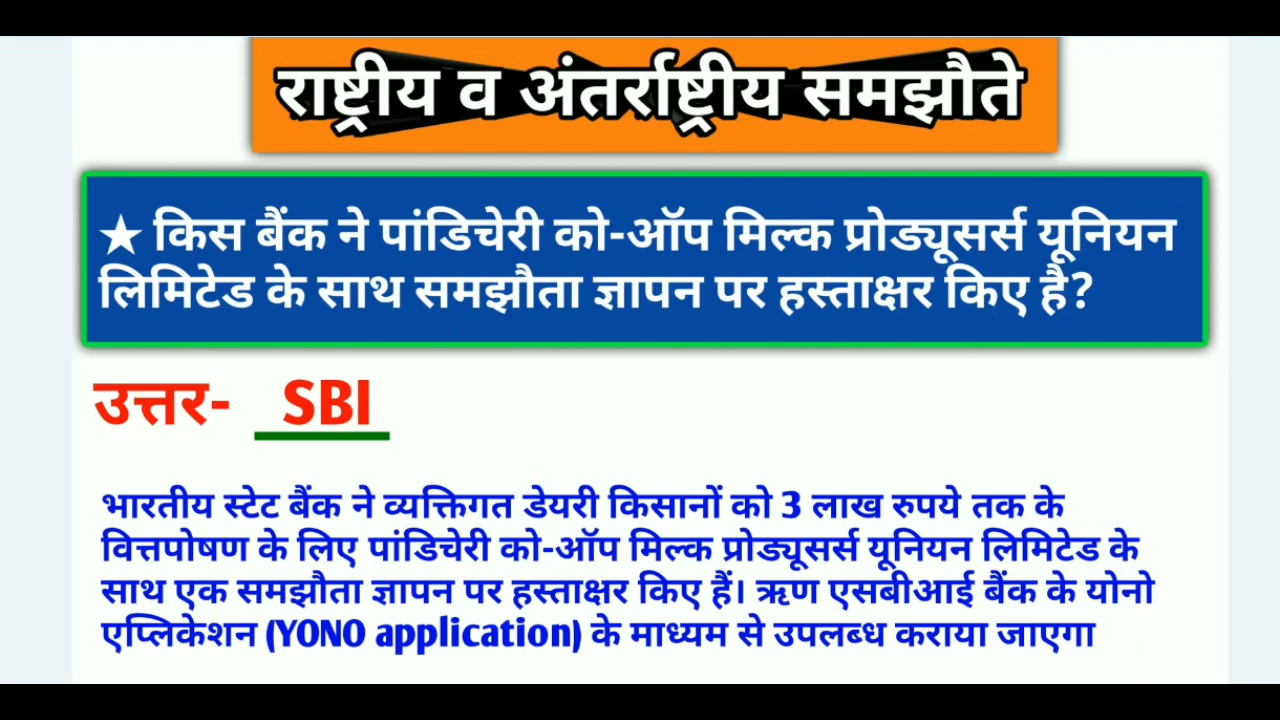 राष्ट्रीय व अंतर्राष्ट्रीय समझौते
★ किस बैंक ने पांडिचेरी को-ऑप मिल्क प्रोड्यूसर्स यूनियन
लिमिटेड के साथ समझौता ज्ञापन पर हस्ताक्षर किए है?
उत्तर- SBI
भारतीय स्टेट बैंक ने व्यक्तिगत डेयरी किसानों को 3 लाख रुपये तक के
वित्तपोषण के लिए पांडिचेरी को-ऑप मिल्क प्रोड्यूसर्स यूनियन लिमिटेड के
साथ एक समझौता ज्ञापन पर हस्ताक्षर किए हैं। ऋण एसबीआई बैंक के योनो
एप्लिकेशन (YONO application) के माध्यम से उपलब्ध कराया जाएगा